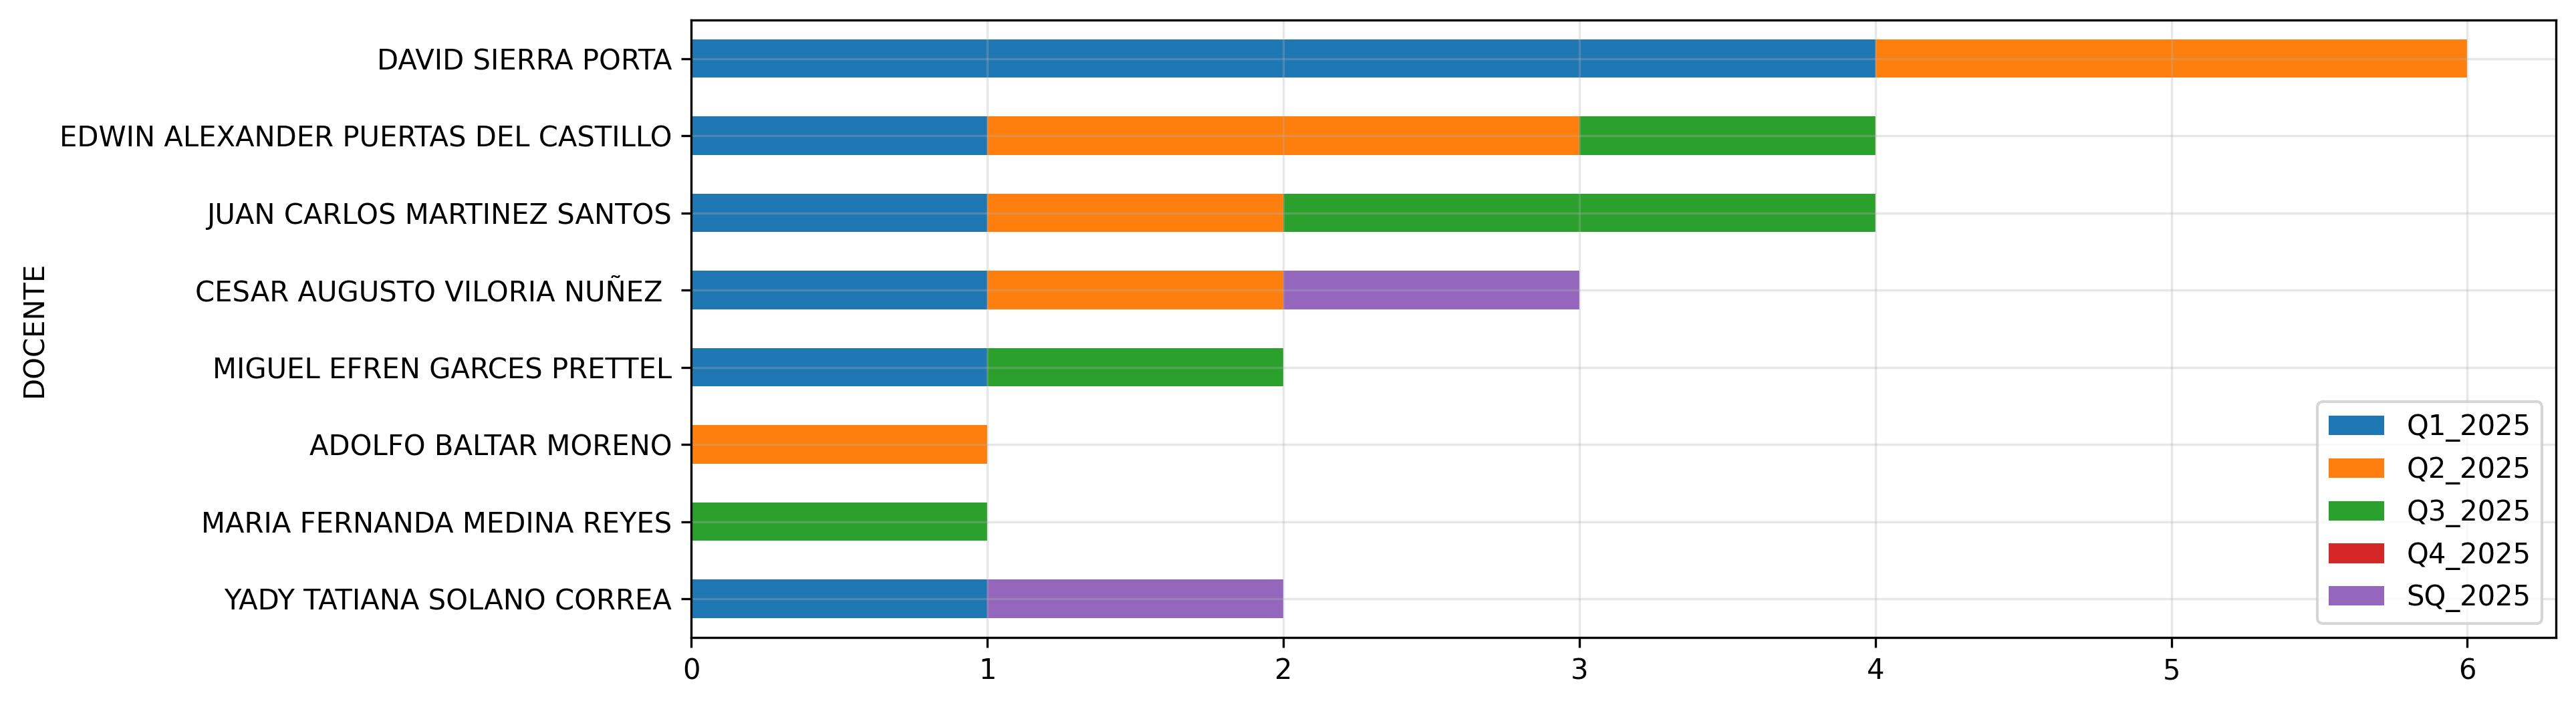 DOCENTE
DAVID SIERRA PORTA
EDWIN ALEXANDER PUERTAS DEL CASTILLO
JUAN CARLOS MARTINEZ SANTOS
CESAR AUGUSTO VILORIA NUÑEZ
MIGUEL EFREN GARCES PRETTEL
ADOLFO BALTAR MORENO
MARIA FERNANDA MEDINA REYES
YADY TATIANA SOLANO CORREA
0 1 2 3 4 5 6
Q1_2025
Q2_2025
Q3_2025
Q4_2025
SQ_2025